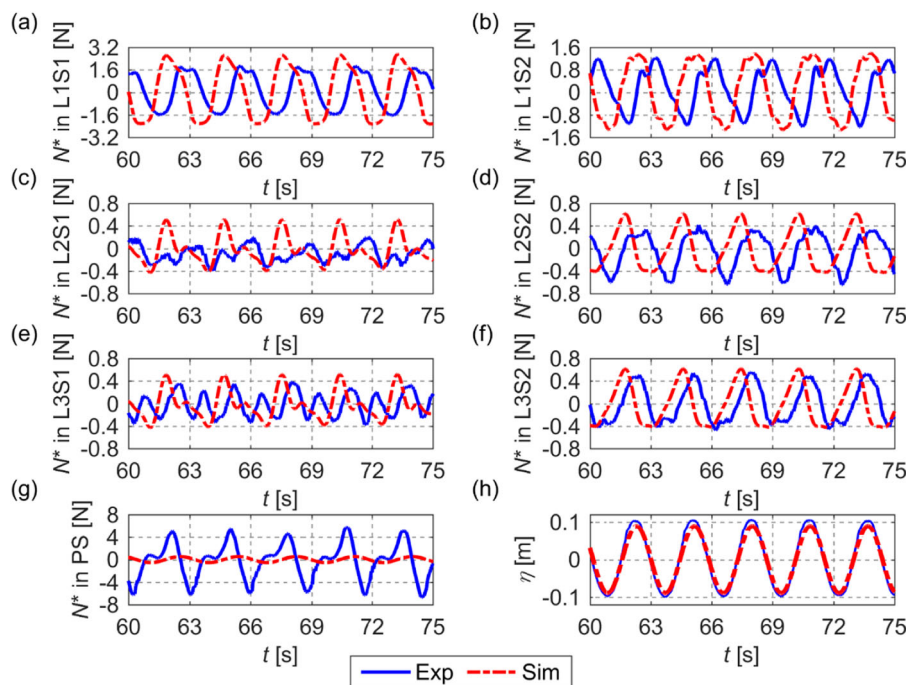 (a)
N* in L1S1 [N]
3.2
1.6
0
-1.6
-3.2
60 63 66 69 72 75
t [s]
(b)
N* in L1S2 [N]
1.6
0.8
0
-0.8
-1.6
60 63 66 69 72 75
t [s]
(c)
N* in L2S1 [N]
0.8
0.4
0
-0.4
-0.8
60 63 66 69 72 75
t [s]
(d)
N* in L2S2 [N]
0.8
0.4
0
-0.4
-0.8
60 63 66 69 72 75
t [s]
(e)
N* in L3S1 [N]
0.8
0.4
0
-0.4
-0.8
60 63 66 69 72 75
t [s]
(f)
N* in L3S2 [N]
0.8
0.4
0
-0.4
-0.8
60 63 66 69 72 75
t [s]
(g)
N* in PS [N]
8
4
0
-4
-8
60 63 66 69 72 75
t [s]
(h)
η [m]
0.1
0
-0.1
60 63 66 69 72 75
t [s]
Exp Sim